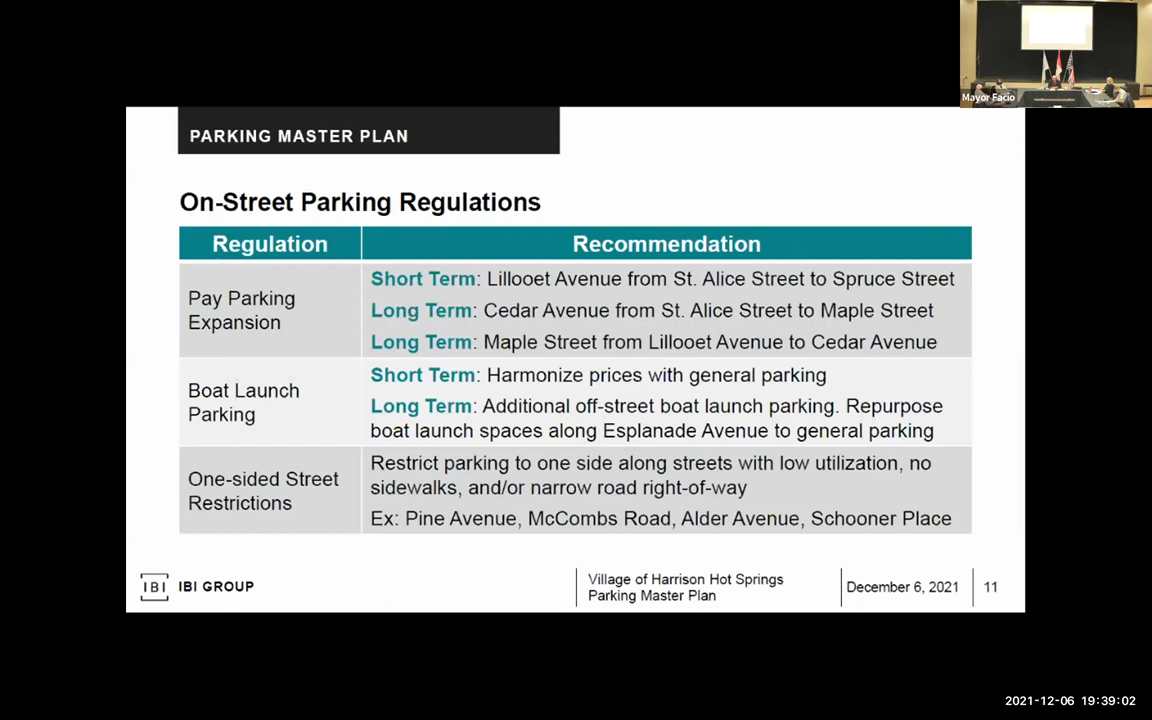 Mayor Facio
PARKING MASTER PLAN
On-Street Parking Regulations
Regulation
Recommendation
Pay Parking
Expansion
Short Term: Lillooet Avenue from St. Alice Street to Spruce Street
Long Term: Cedar Avenue from St. Alice Street to Maple Street
Long Term: Maple Street from Lillooet Avenue to Cedar Avenue
Boat Launch
Parking
Short Term: Harmonize prices with general parking
Long Term: Additional off-street boat launch parking. Repurpose
boat launch spaces along Esplanade Avenue to general parking
One-sided Street
Restrictions
Restrict parking to one side along streets with low utilization, no
sidewalks, and/or narrow road right-of-way
Ex: Pine Avenue, McCombs Road, Alder Avenue, Schooner Place
IBI
IBI GROUP
Village of Harrison Hot Springs
Parking Master Plan
December 6, 2021
11
2021-12-06 19:39:02